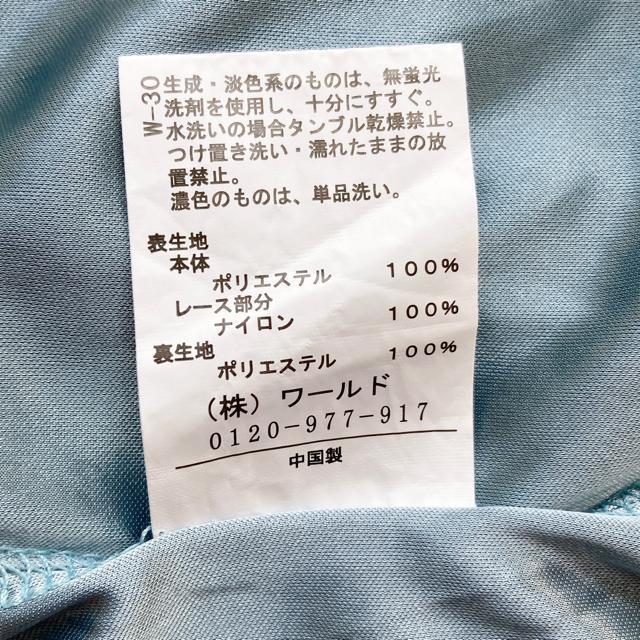 W-30
生成・淡色系のものは、無蛍光
洗剤を使用し、十分にすすぐ。
水洗いの場合タンブル乾燥禁止。
つけ置き洗い・濡れたままの放
置禁止。
濃色のものは、単品洗い。
表生地
本体
ポリエステル 100%
レース部分
ナイロン 100%
裏生地
ポリエステル 100%
（株）ワールド
0120-977-917
中国製